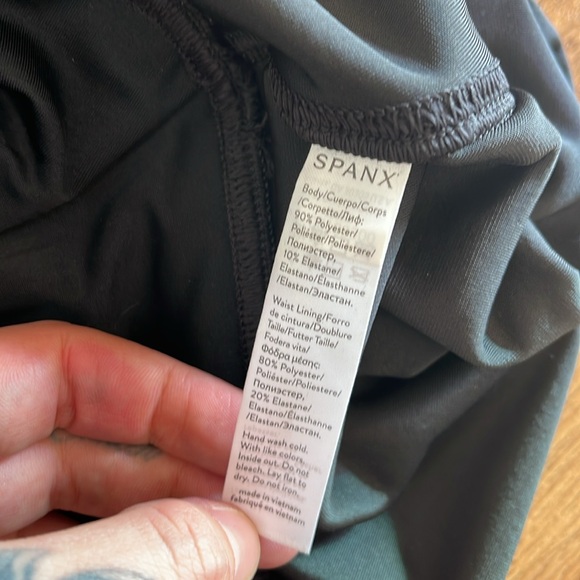 SPANX
Body/Cuerpo/Corps
/Corpetto/Лиф:
90% Polyester/
Poliéster/Poliestere/
Полиэстер,
10% Elastane/
Elastano/Élasthanne
/Elastan/Эластан.
Waist Lining/Forro
de cintura/Doublure
Taille/Futter Taille/
Fodera vita/
Φόδρα μέσης:
80% Polyester/
Poliéster/Poliestere/
Полиэстер,
20% Elastane/
Elastano/Élasthanne
/Elastan/Эластан.
Hand wash cold.
With like colors.
Inside out. Do not
bleach. Lay flat to
dry. Do not iron.
made in vietnam
fabriqué en vietnam